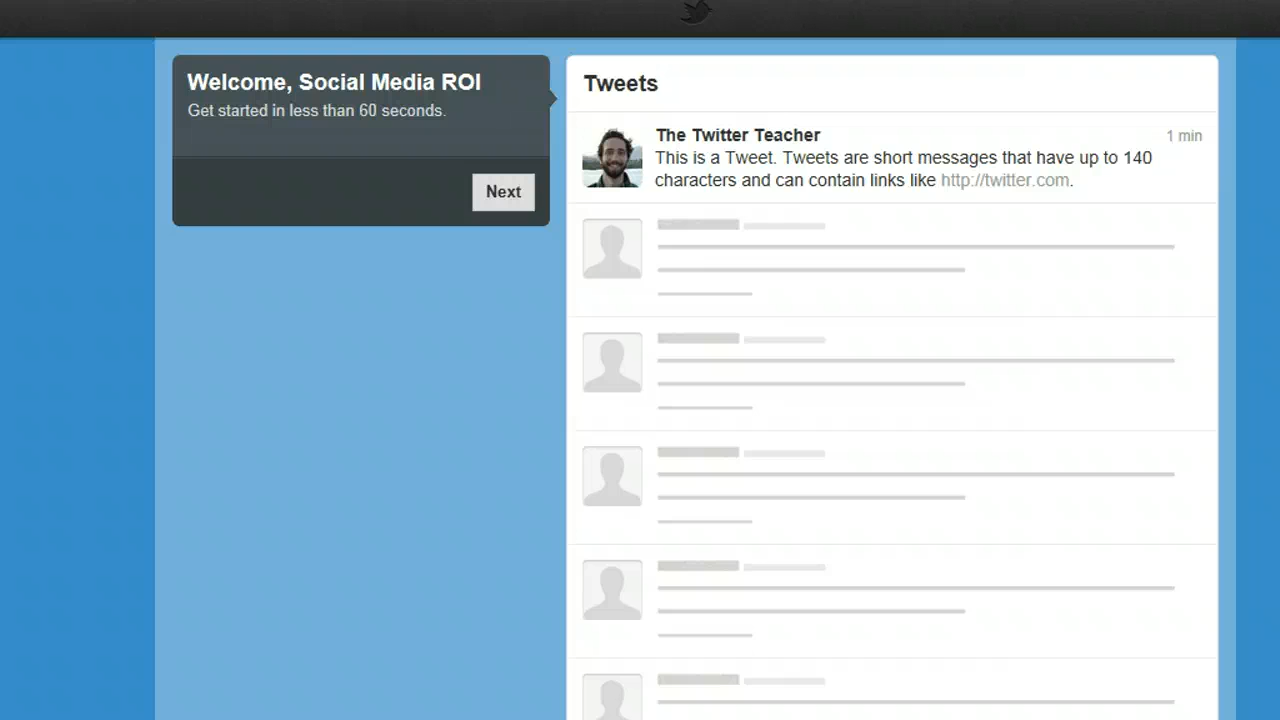 Welcome, Social Media ROI
Get started in less than 60 seconds.
Next
Tweets
The Twitter Teacher 1 min
This is a Tweet. Tweets are short messages that have up to 140
characters and can contain links like http://twitter.com.